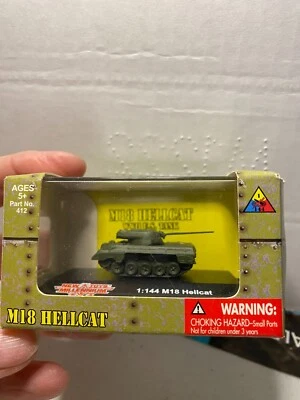 AGES
5+
Part No.
412
M18 HELLCAT
1:144 M18 Hellcat
M18 HELLCAT
WARNING:
CHOKING HAZARD-Small Parts
Not for children under 3 years